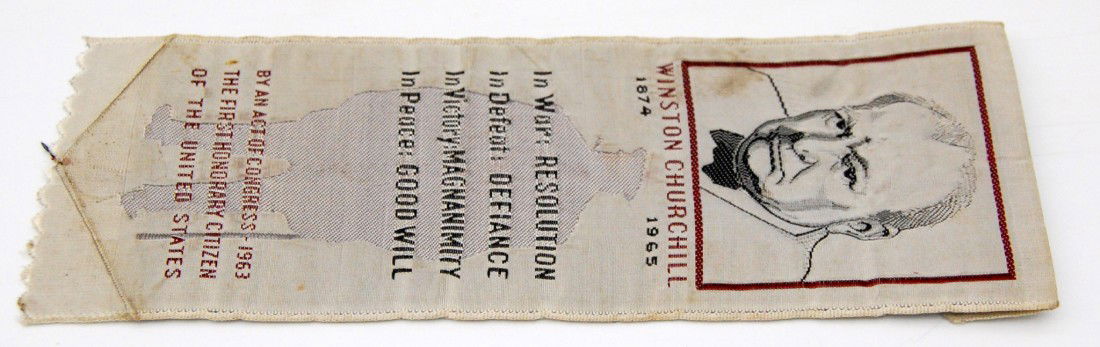 WINSTON CHURCHILL
1874 1965
In War: RESOLUTION
In Defeat: DEFIANCE
In Victory: MAGNANIMITY
In Peace: GOOD WILL
BY AN ACT OF CONGRESS - 1963
THE FIRST HONORARY CITIZEN
OF THE UNITED STATES